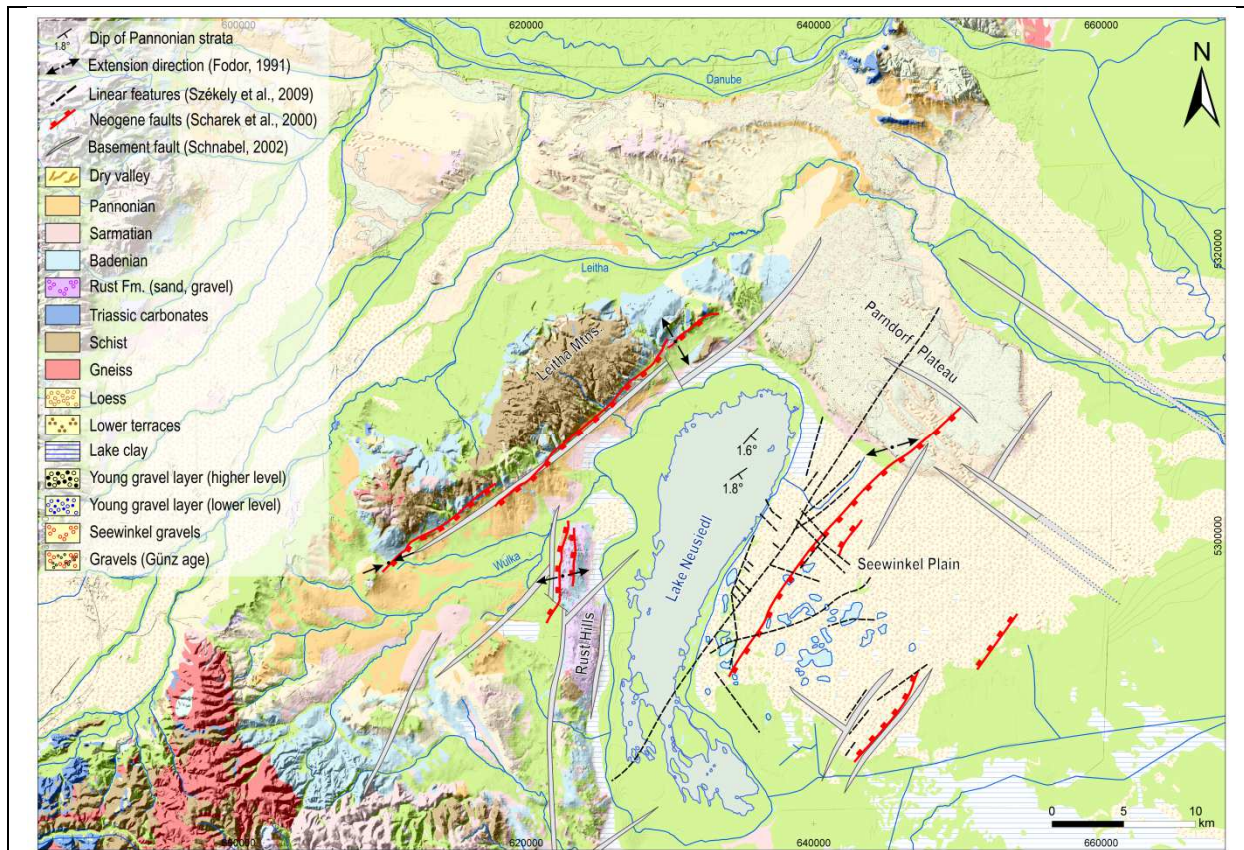 600000
620000
640000
660000
1.8°
Dip of Pannonian strata
Extension direction (Fodor, 1991)
Linear features (Székely et al., 2009)
Neogene faults (Scharek et al., 2000)
Basement fault (Schnabel, 2002)
Dry valley
Pannonian
Sarmatian
Badenian
Rust Fm. (sand, gravel)
Triassic carbonates
Schist
Gneiss
Loess
Lower terraces
Lake clay
Young gravel layer (higher level)
Young gravel layer (lower level)
Seewinkel gravels
Gravels (Günz age)
N
Danube
5320000
Leitha
Parndorf Plateau
Leitha Mtns.
1.6°
1.8°
5300000
Wulka
Lake Neusiedl
Seewinkel Plain
Rust Hills
0 5 10
km
600000
620000
640000
660000